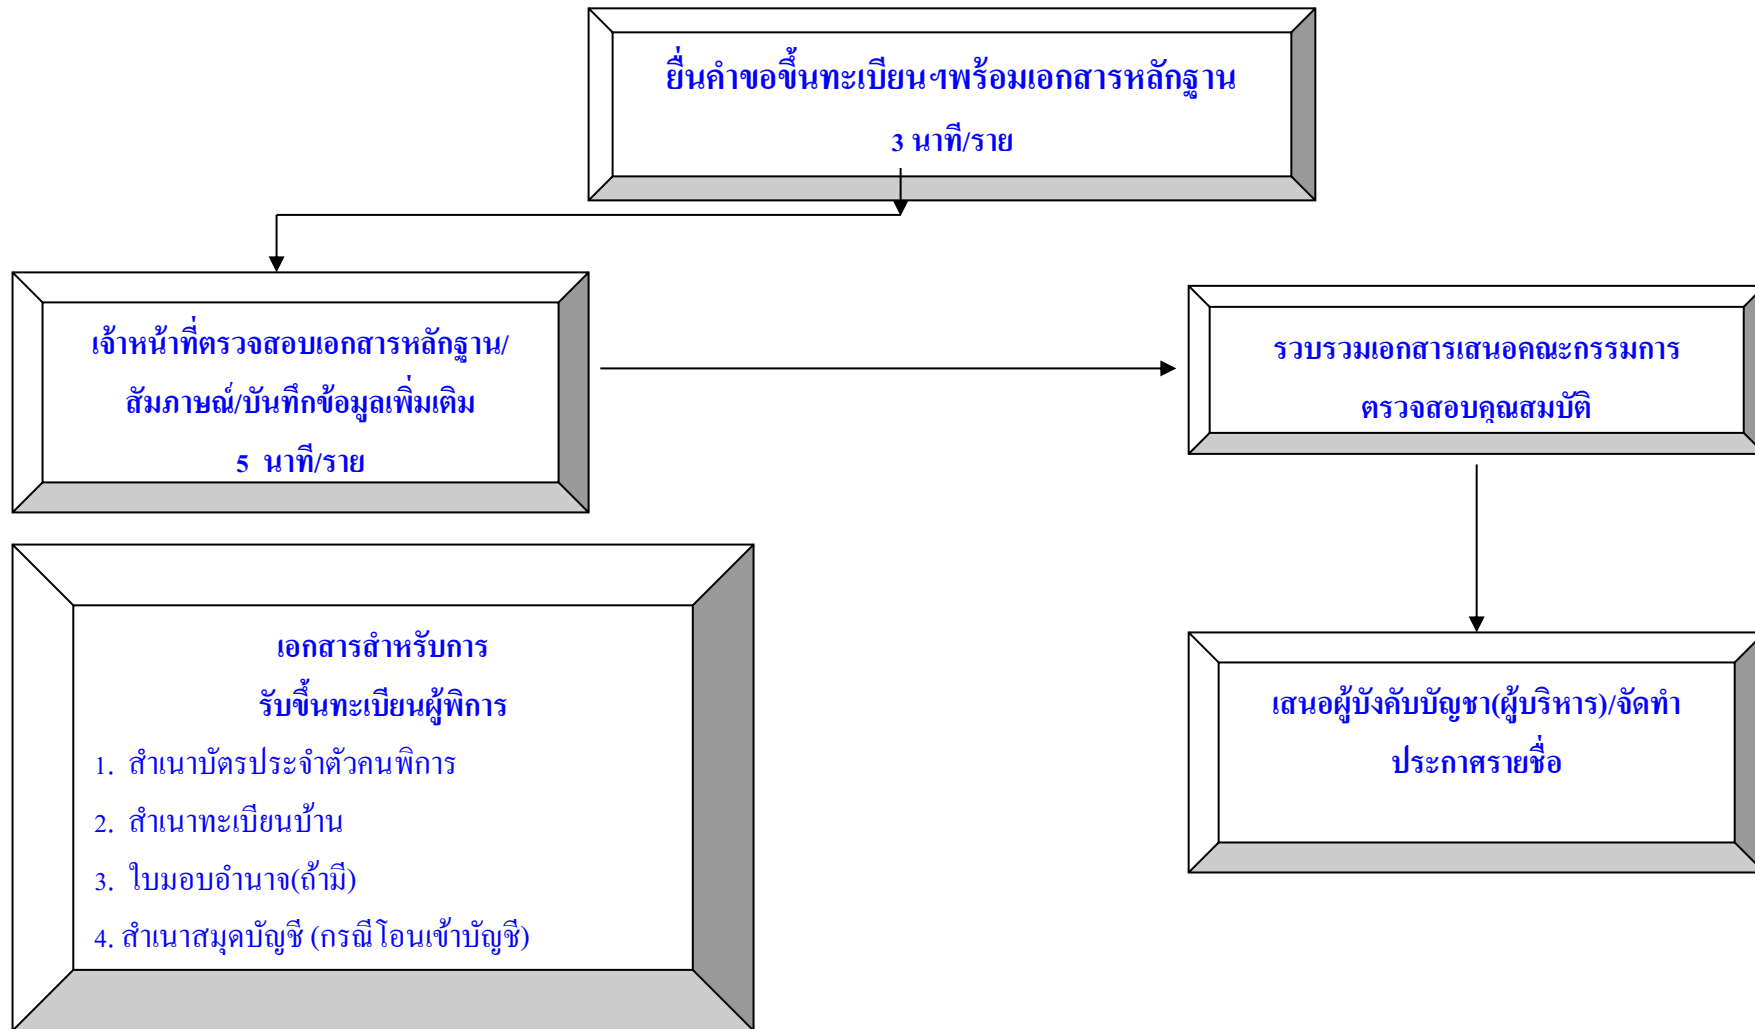 ยื่นคำขอขึ้นทะเบียนฯพร้อมเอกสารหลักฐาน
3 นาที/ราย
เจ้าหน้าที่ตรวจสอบเอกสารหลักฐาน/
สัมภาษณ์/บันทึกข้อมูลเพิ่มเติม
5 นาที/ราย
รวบรวมเอกสารเสนอคณะกรรมการ
ตรวจสอบคุณสมบัติ
เอกสารสำหรับการ
รับขึ้นทะเบียนผู้พิการ
1. สำเนาบัตรประจำตัวคนพิการ
2. สำเนาทะเบียนบ้าน
3. ใบมอบอำนาจ(ถ้ามี)
4. สำเนาสมุดบัญชี (กรณีโอนเข้าบัญชี)
เสนอผู้บังคับบัญชา(ผู้บริหาร)/จัดทำ
ประกาศรายชื่อ